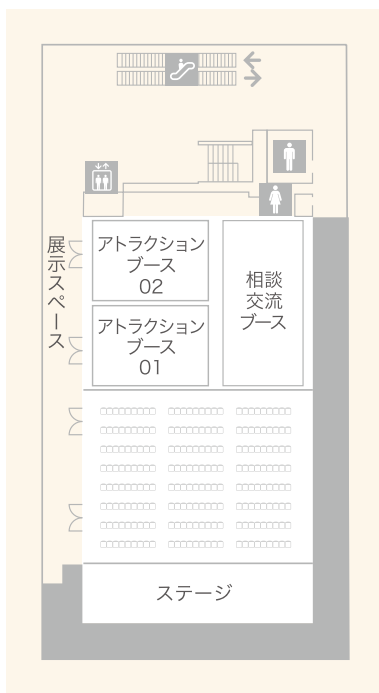 展示スペース
アトラクション
ブース
02
アトラクション
ブース
01
相談
交流
ブース
ステージ